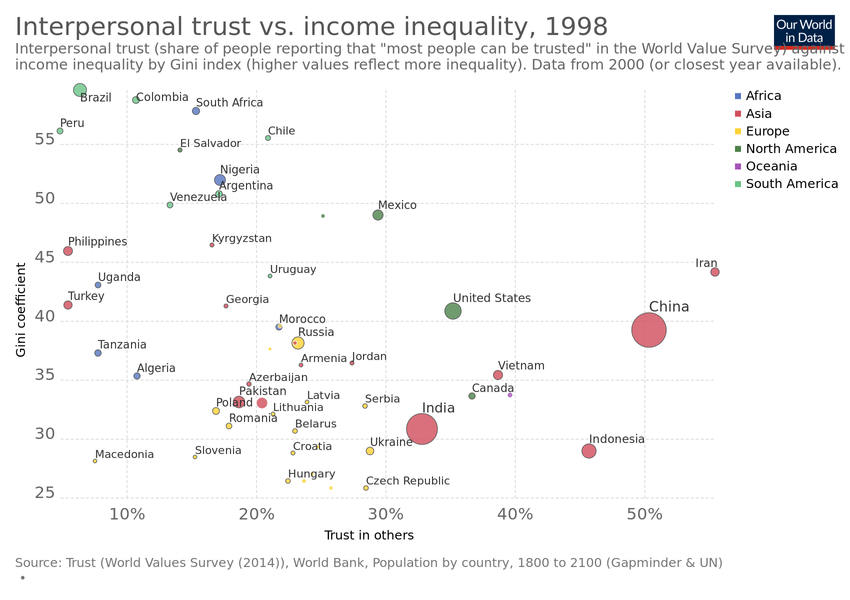 Interpersonal trust vs. income inequality, 1998
Our World
in Data
Interpersonal trust (share of people reporting that "most people can be trusted" in the World Value Survey) against
income inequality by Gini index (higher values reflect more inequality). Data from 2000 (or closest year available).
Africa
Asia
Europe
North America
Oceania
South America
Brazil
Colombia
South Africa
Peru
Chile
55
El Salvador
Nigeria
Argentina
Venezuela
50
Mexico
Kyrgyzstan
Philippines
45
Iran
Uruguay
Uganda
Turkey
Georgia
United States
China
40
Morocco
Russia
Tanzania
Armenia
Jordan
Algeria
Vietnam
35
Azerbaijan
Pakistan
Canada
Poland
Latvia
Serbia
Lithuania
India
Romania
Belarus
30
Croatia
Ukraine
Indonesia
Macedonia
Slovenia
Hungary
Czech Republic
25
Gini coefficient
10%
20%
30%
40%
50%
Trust in others
Source: Trust (World Values Survey (2014)), World Bank, Population by country, 1800 to 2100 (Gapminder & UN)
•